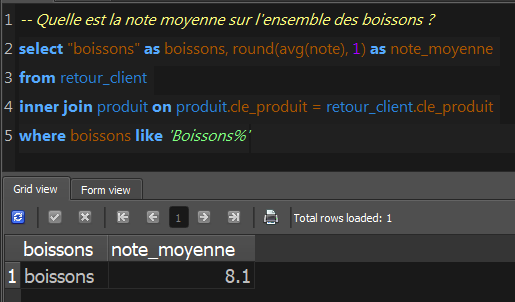 1 -- Quelle est la note moyenne sur l'ensemble des boissons ?
2 select "boissons" as boissons, round(avg(note), 1) as note_moyenne
3 from retour_client
4 inner join produit on produit.cle_produit = retour_client.cle_produit
5 where boissons like 'Boissons%'
Grid view Form view
1 Total rows loaded: 1
boissons note_moyenne
1 boissons 8.1